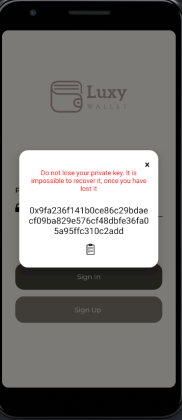 Luxy
WALLET
x
Do not lose your private key. It is
impossible to recover it, once you have
lost it
0x9fa236f141b0ce86c29bdae
cf09ba829e576cf48dbfe36fa0
5a95ffc310c2add
Sign In
Sign Up